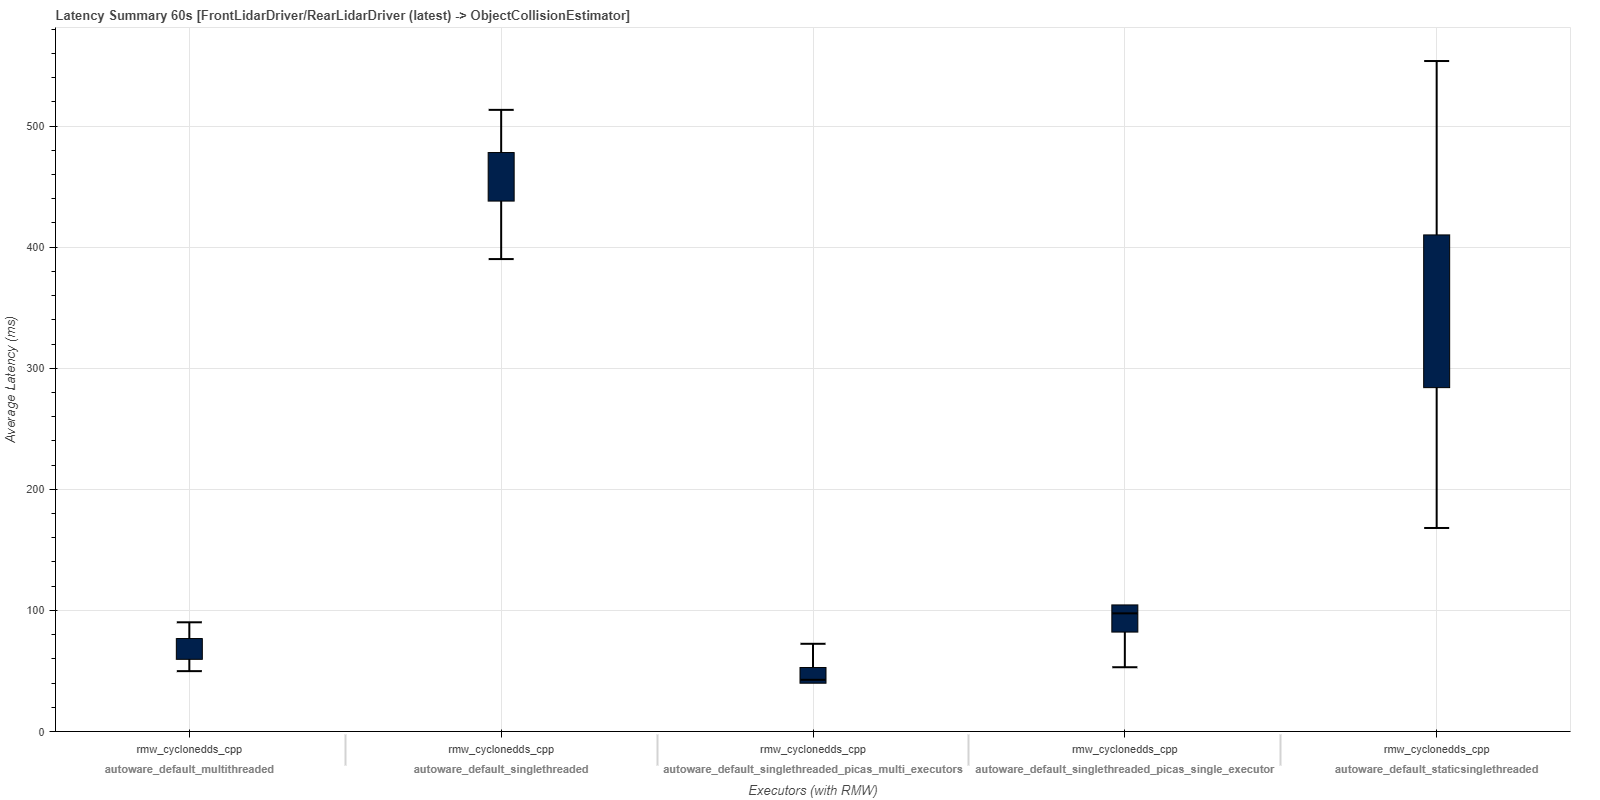 Latency Summary 60s [FrontLidarDriver/RearLidarDriver (latest) -> ObjectCollisionEstimator]
Average Latency (ms)
500
400
300
200
100
0
rmw_cyclonedds_cpp rmw_cyclonedds_cpp rmw_cyclonedds_cpp rmw_cyclonedds_cpp rmw_cyclonedds_cpp
autoware_default_multithreaded autoware_default_singlethreaded autoware_default_singlethreaded_picas_multi_executors autoware_default_singlethreaded_picas_single_executor autoware_default_staticsinglethreaded
Executors (with RMW)